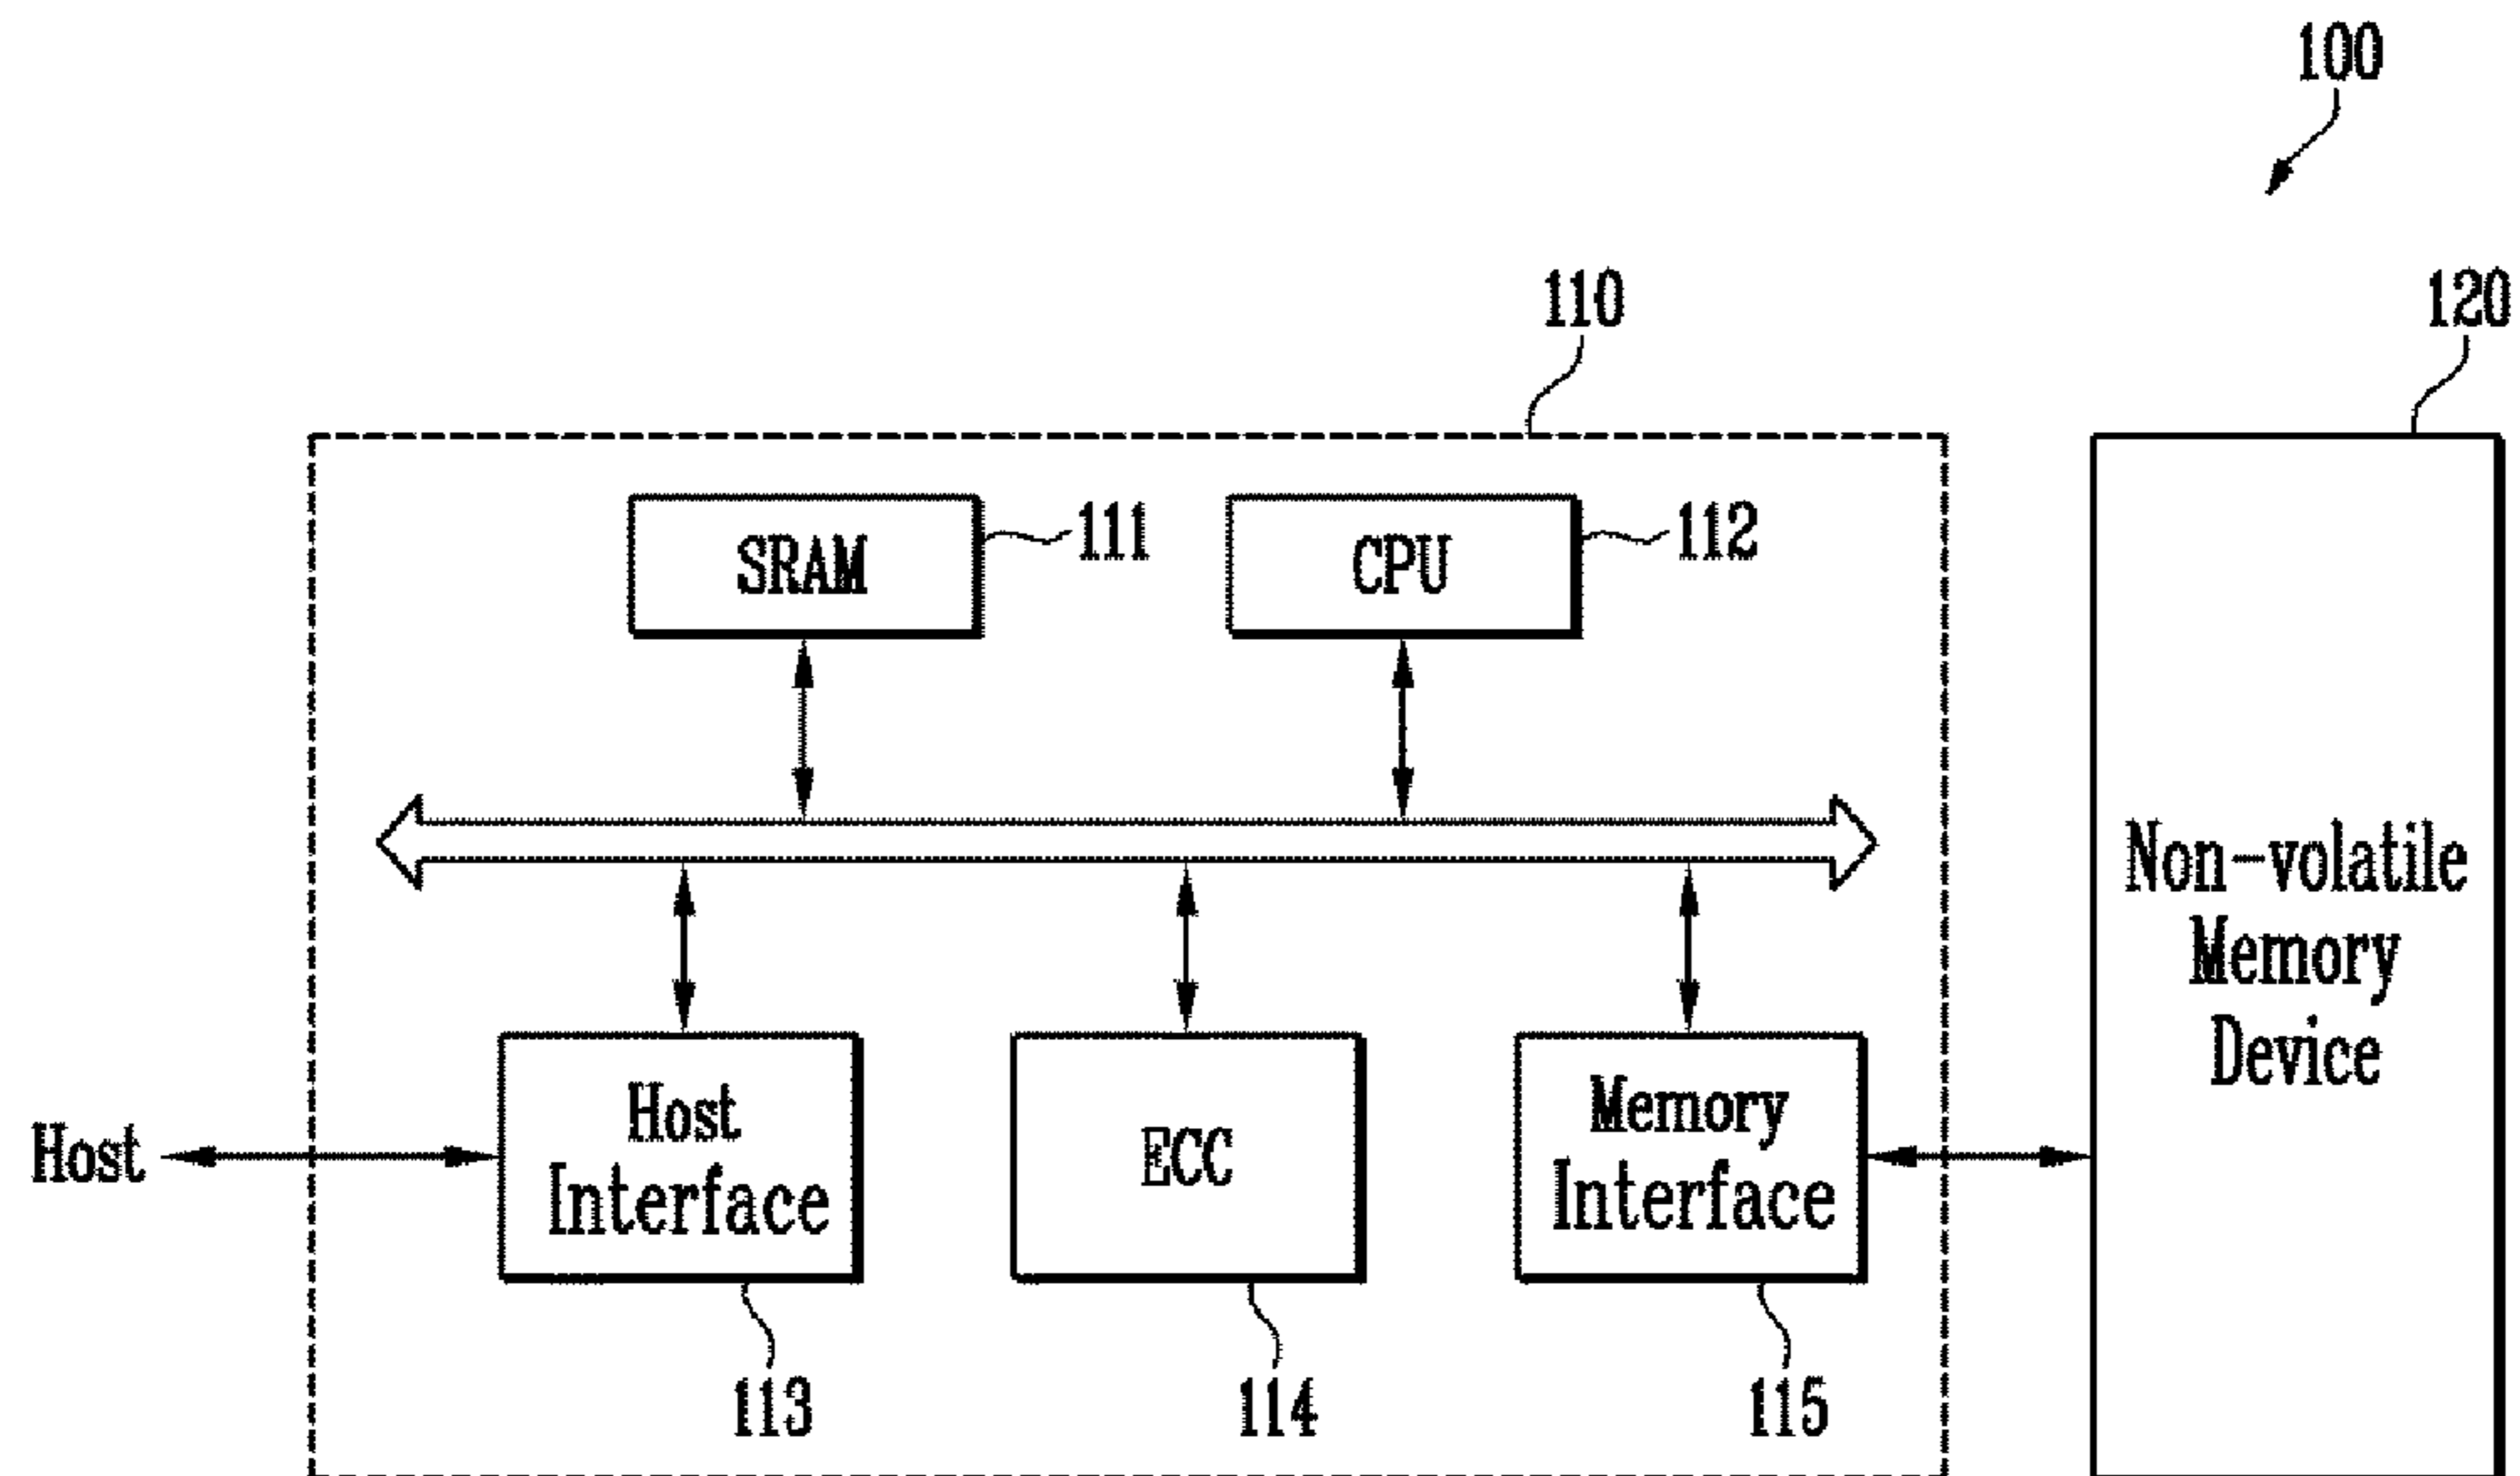 100
110
120
SRAM
111
CPU
112
Non-volatile
Memory
Device
Host
Host
Interface
ECC
Memory
Interface
113
114
115